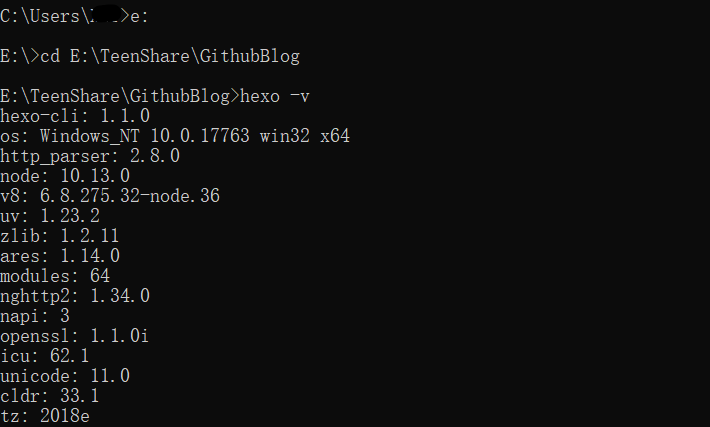 C:\Users\>e:
E:\>cd E:\TeenShare\GithubBlog
E:\TeenShare\GithubBlog>hexo -v
hexo-cli: 1.1.0
os: Windows_NT 10.0.17763 win32 x64
http_parser: 2.8.0
node: 10.13.0
v8: 6.8.275.32-node.36
uv: 1.23.2
zlib: 1.2.11
ares: 1.14.0
modules: 64
nghttp2: 1.34.0
napi: 3
openssl: 1.1.0i
icu: 62.1
unicode: 11.0
cldr: 33.1
tz: 2018e